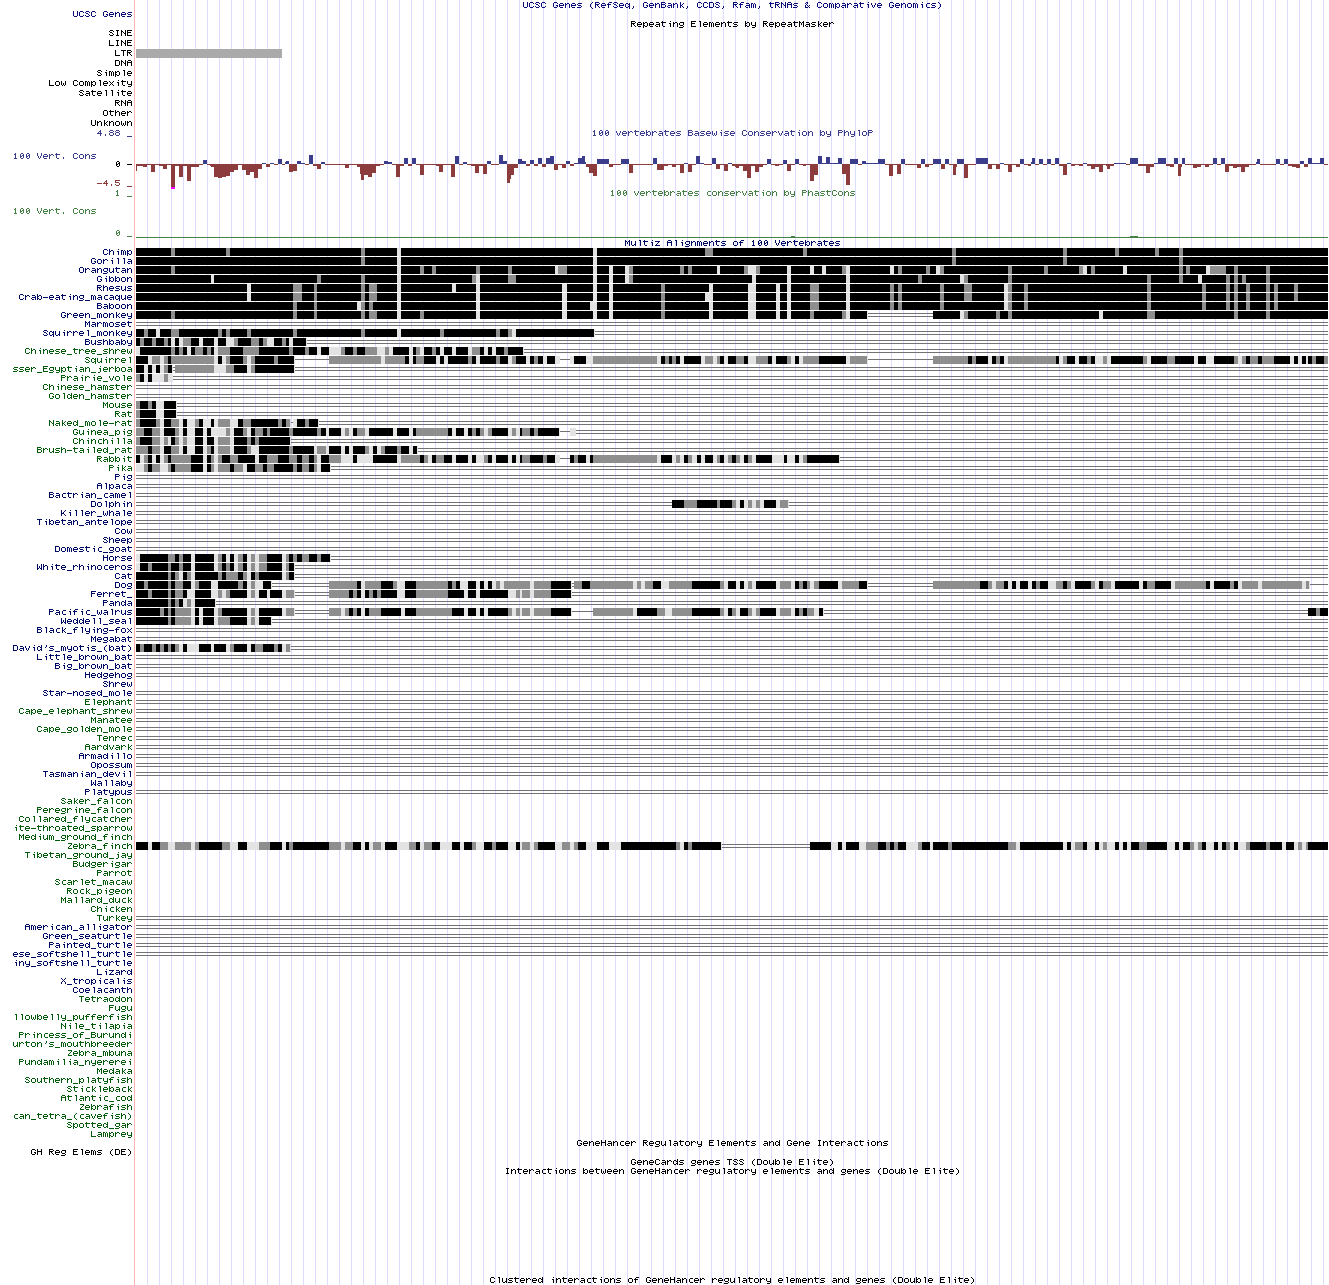 UCSC Genes (RefSeq, GenBank, CCDS, Rfam, tRNAs & Comparative Genomics)
UCSC Genes
Repeating Elements by RepeatMasker
SINE
LINE
LTR
DNA
Simple
Low Complexity
Satellite
RNA
Other
Unknown
4.88 _
100 vertebrates Basewise Conservation by PhyloP
100 Vert. Cons
0 –
-4.5 _
100 vertebrates conservation by PhastCons
1 _
100 Vert. Cons
0 _
Multiz Alignments of 100 Vertebrates
Chimp
Gorilla
Orangutan
Gibbon
Rhesus
Crab-eating_macaque
Baboon
Green_monkey
Marmoset
Squirrel_monkey
Bushbaby
Chinese_tree_shrew
Squirrel
sser_Egyptian_jerboa
Prairie_vole
Chinese_hamster
Golden_hamster
Mouse
Rat
Naked_mole-rat
Guinea_pig
Chinchilla
Brush-tailed_rat
Rabbit
Pika
Pig
Alpaca
Bactrian_camel
Dolphin
Killer_whale
Tibetan_antelope
Cow
Sheep
Domestic_goat
Horse
White_rhinoceros
Cat
Dog
Ferret_
Panda
Pacific_walrus
Weddell_seal
Black_flying-fox
Megabat
David's_myotis_(bat)
Little_brown_bat
Big_brown_bat
Hedgehog
Shrew
Star-nosed_mole
Elephant
Cape_elephant_shrew
Manatee
Cape_golden_mole
Tenrec
Aardvark
Armadillo
Opossum
Tasmanian_devil
Wallaby
Platypus
Saker_falcon
Peregrine_falcon
Collared_flycatcher
ite-throated_sparrow
Medium_ground_finch
Zebra_finch
Tibetan_ground_jay
Budgerigar
Parrot
Scarlet_macaw
Rock_pigeon
Mallard_duck
Chicken
Turkey
American_alligator
Green_seaturtle
Painted_turtle
ese_softshell_turtle
iny_softshell_turtle
Lizard
X_tropicalis
Coelacanth
Tetraodon
Fugu
llowbelly_pufferfish
Nile_tilapia
Princess_of_Burundi
urton's_mouthbreeder
Zebra_mbuna
Pundamilia_nyererei
Medaka
Southern_platyfish
Stickleback
Atlantic_cod
Zebrafish
can_tetra_(cavefish)
Spotted_gar
Lamprey
GeneHancer Regulatory Elements and Gene Interactions
GH Reg Elems (DE)
GeneCards genes TSS (Double Elite)
Interactions between GeneHancer regulatory elements and genes (Double Elite)
Clustered interactions of GeneHancer regulatory elements and genes (Double Elite)